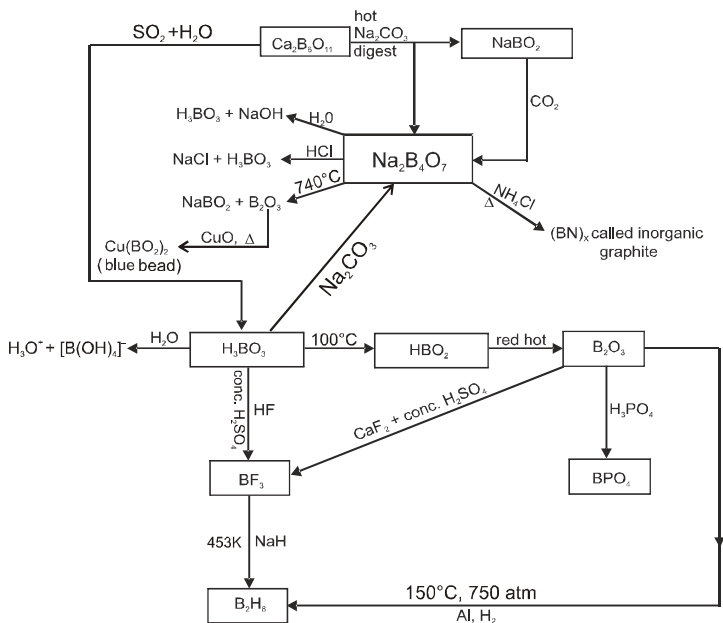 SO₂ +H₂O
Ca₂B₆O₁₁
hot
Na₂CO₃
digest
NaBO₂
CO₂
H₃BO₃ + NaOH
H₂0
NaCl + H₃BO₃
HCl
Na₂B₄O₇
NaBO₂ + B₂O₃
740°C
NH₄Cl
Δ
(BN)ₓ called inorganic
graphite
Cu(BO₂)₂
(blue bead)
CuO, Δ
Na₂CO₃
H₃O⁺ + [B(OH)₄]⁻
H₂O
H₃BO₃
100°C
HBO₂
red hot
B₂O₃
conc. H₂SO₄
HF
CaF₂ + conc. H₂SO₄
H₃PO₄
BF₃
BPO₄
453K
NaH
B₂H₆
150°C, 750 atm
Al, H₂